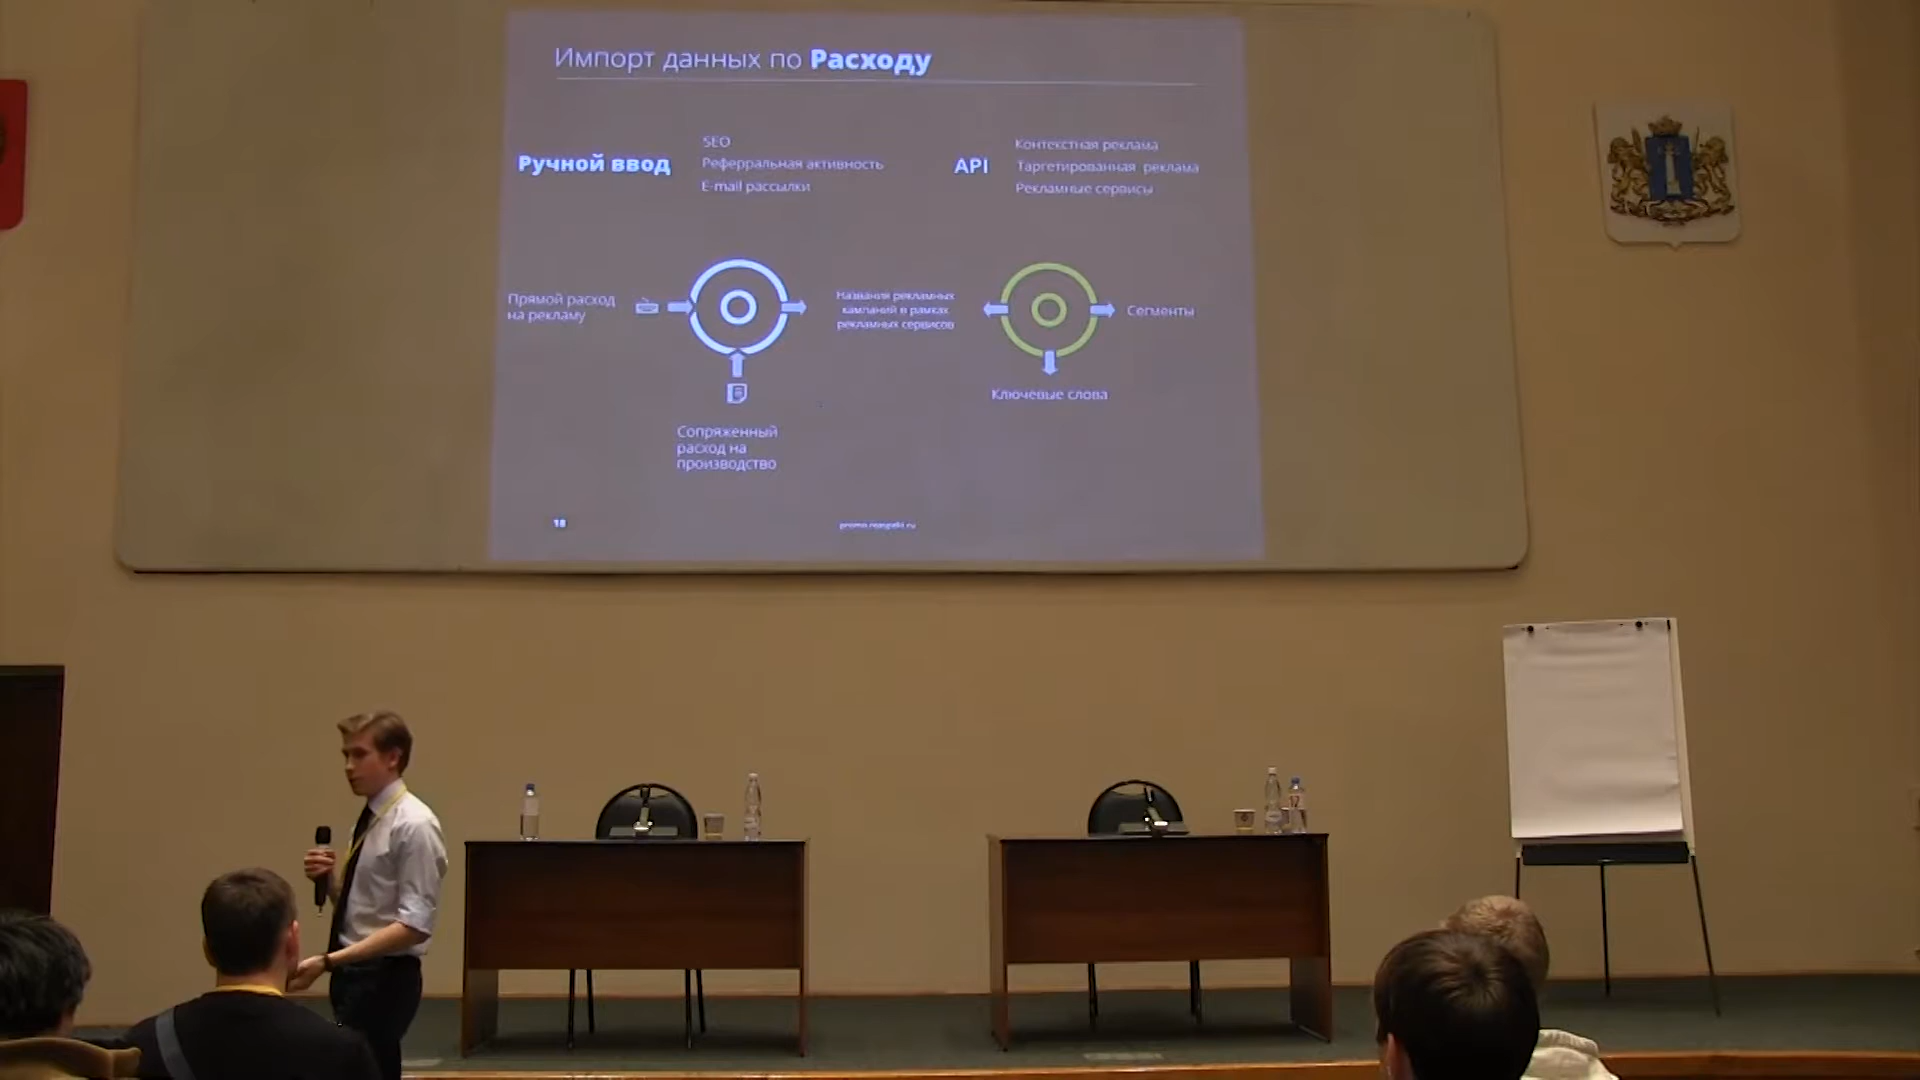 Импорт данных по Расходу
Ручной ввод
SEO
Реферральная активность
E-mail рассылки
API
Контекстная реклама
Таргетированная реклама
Рекламные сервисы
Прямой расход
на рекламу
Названия рекламных
кампаний в рамках
рекламных сервисов
Сегменты
Ключевые слова
Сопряженный
расход на
производство
18